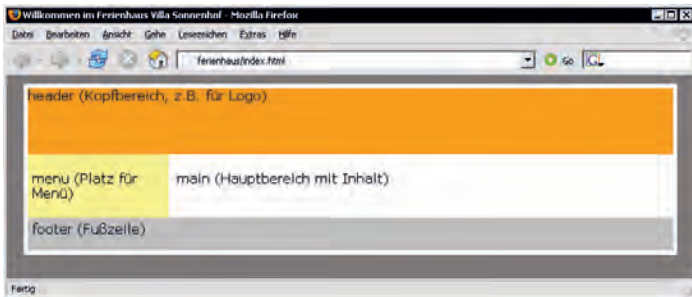 Willkommen im Ferienhaus Villa Sonnenhof - Mozilla Firefox
Datei Bearbeiten Ansicht Gehe Lesezeichen Extras Hilfe
ferienhaus/index.html Go G
header (Kopfbereich, z.B. für Logo)
menu (Platz für
Menü)
main (Hauptbereich mit Inhalt)
footer (Fußzeile)
Fertig